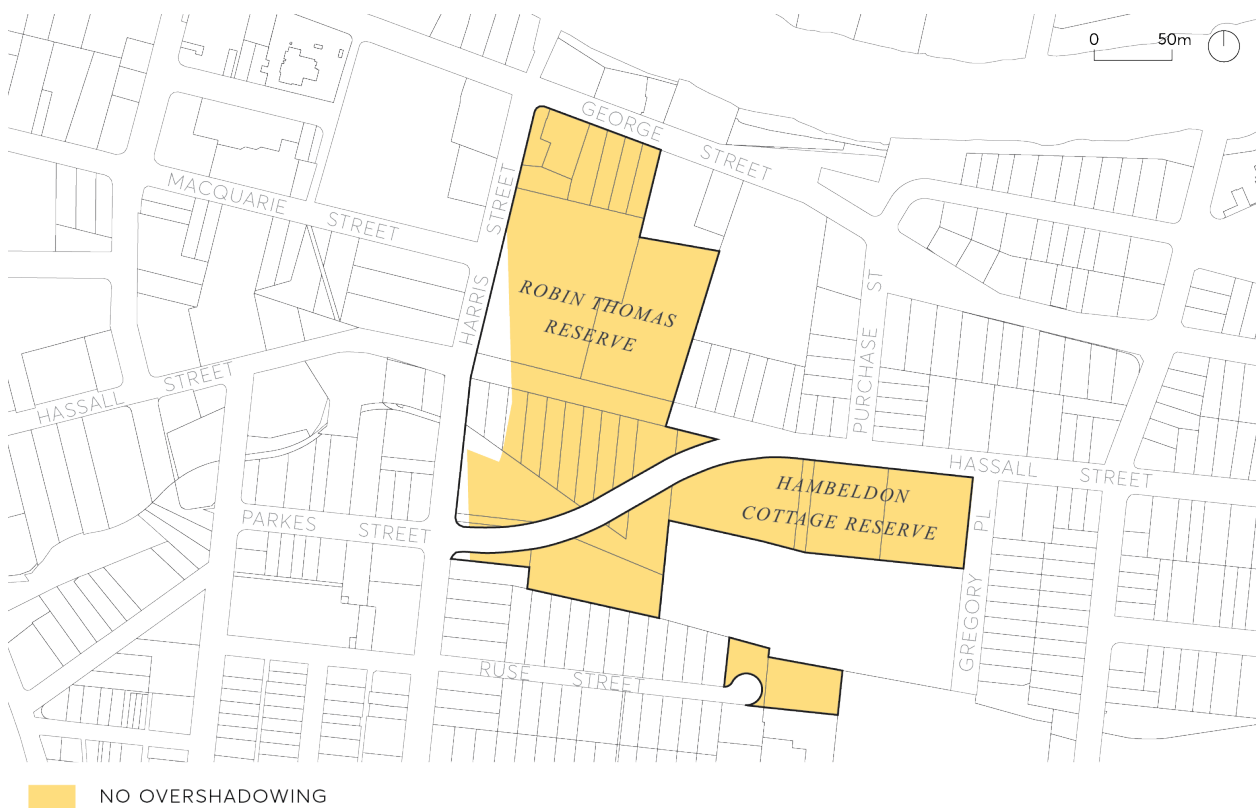 0 50m
GEORGE STREET
MACQUARIE STREET
HARRIS STREET
ROBIN THOMAS
RESERVE
PURCHASE ST
HASSALL STREET
HASSALL STREET
HAMBELDON
COTTAGE RESERVE
PARKES STREET
GREGORY PL
RUSE STREET
NO OVERSHADOWING